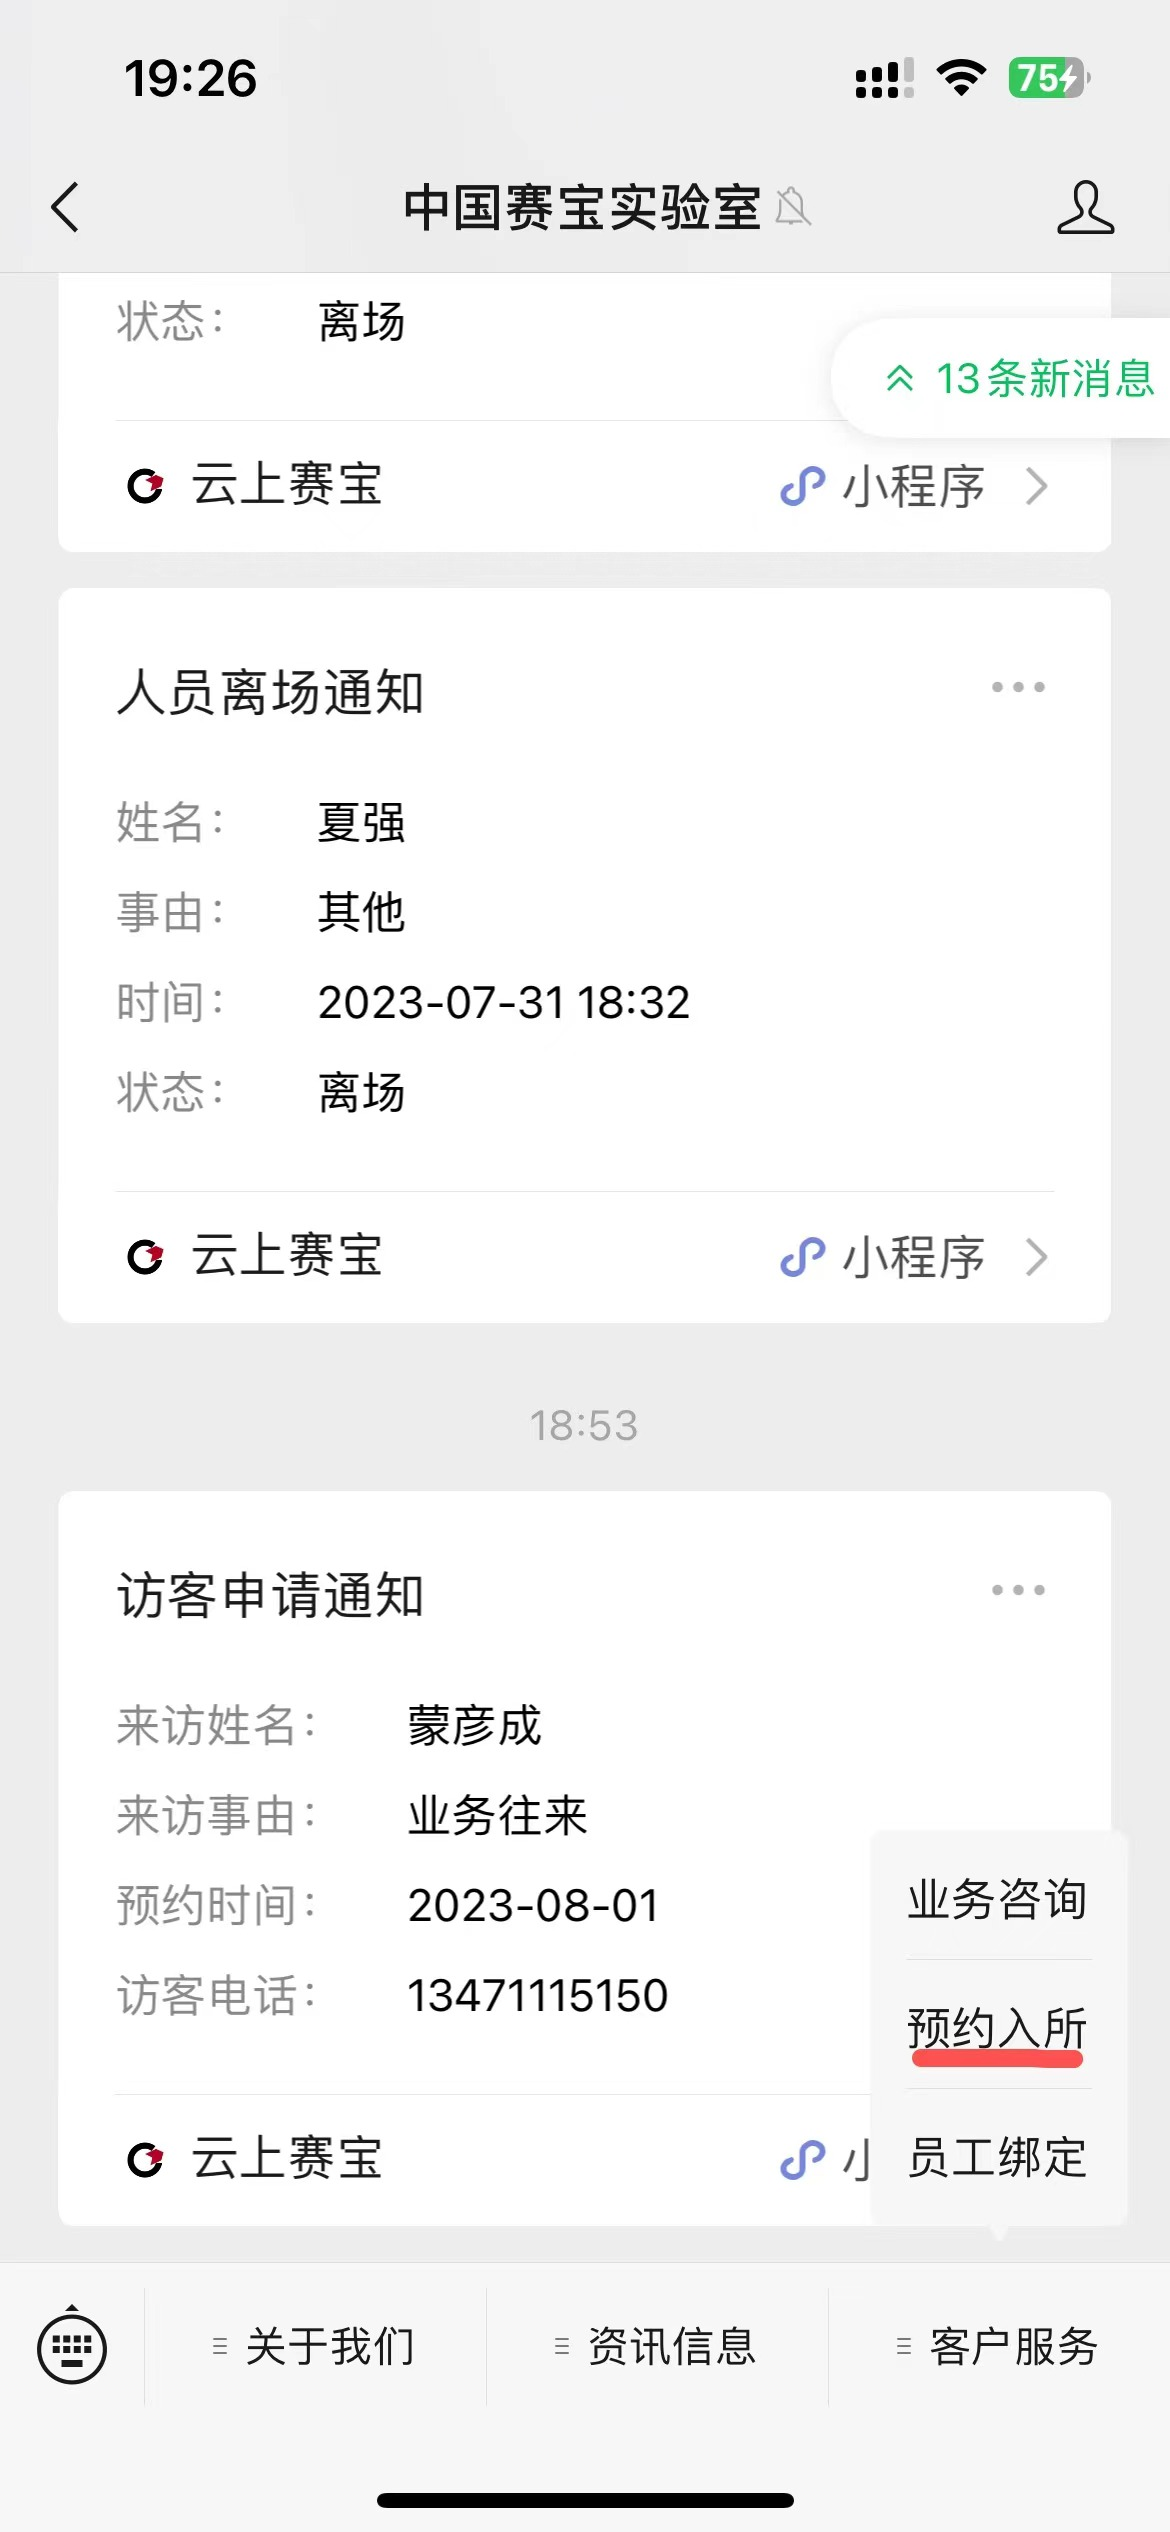 19:26
75
中国赛宝实验室
状态： 离场
13条新消息
云上赛宝 小程序
人员离场通知
姓名： 夏强
事由： 其他
时间： 2023-07-31 18:32
状态： 离场
云上赛宝 小程序
18:53
访客申请通知
来访姓名： 蒙彦成
来访事由： 业务往来
预约时间： 2023-08-01
访客电话： 13471115150
业务咨询
预约入所
员工绑定
云上赛宝 小
关于我们 资讯信息 客户服务